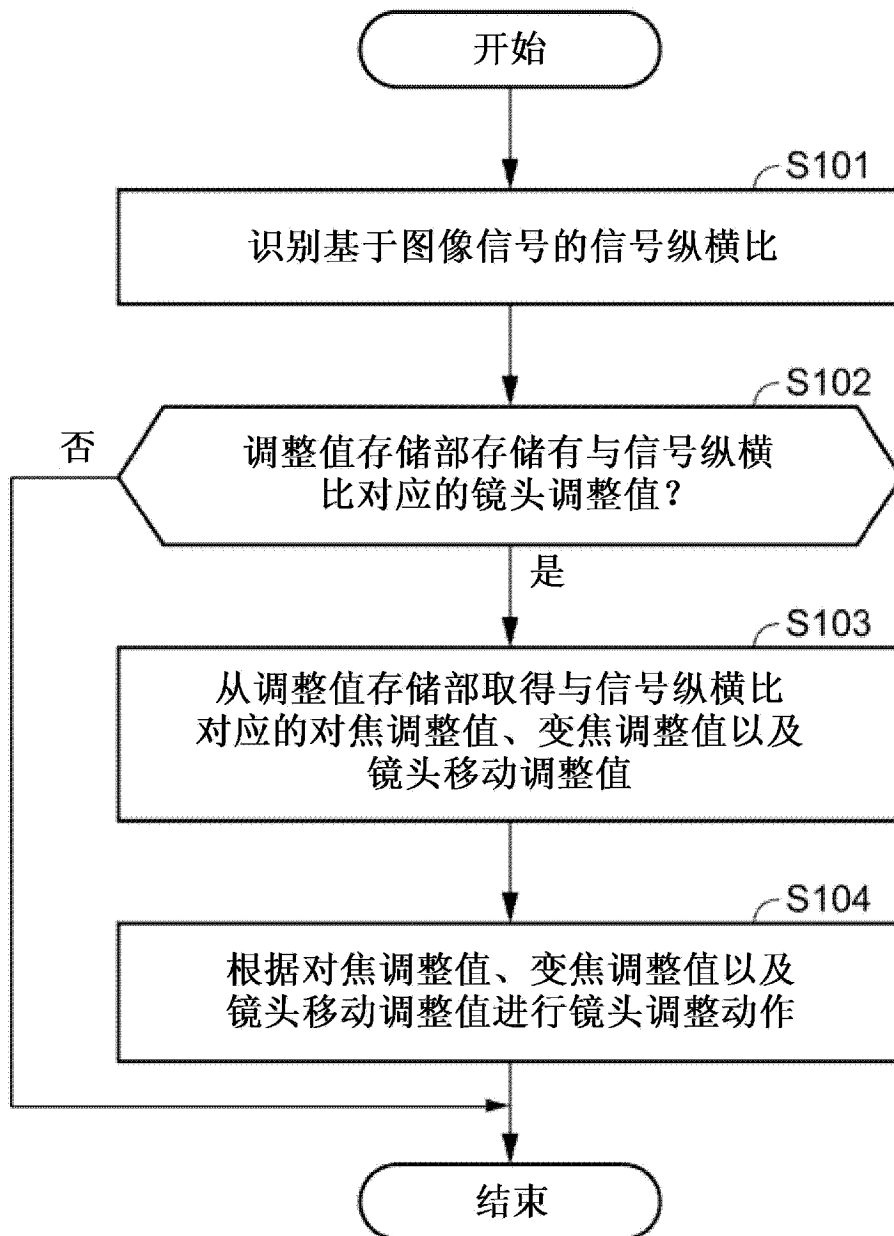 开始
S101
识别基于图像信号的信号纵横比
S102
否
调整值存储部存储有与信号纵横
比对应的镜头调整值？
是
S103
从调整值存储部取得与信号纵横比
对应的对焦调整值、变焦调整值以及
镜头移动调整值
S104
根据对焦调整值、变焦调整值以及
镜头移动调整值进行镜头调整动作
结束